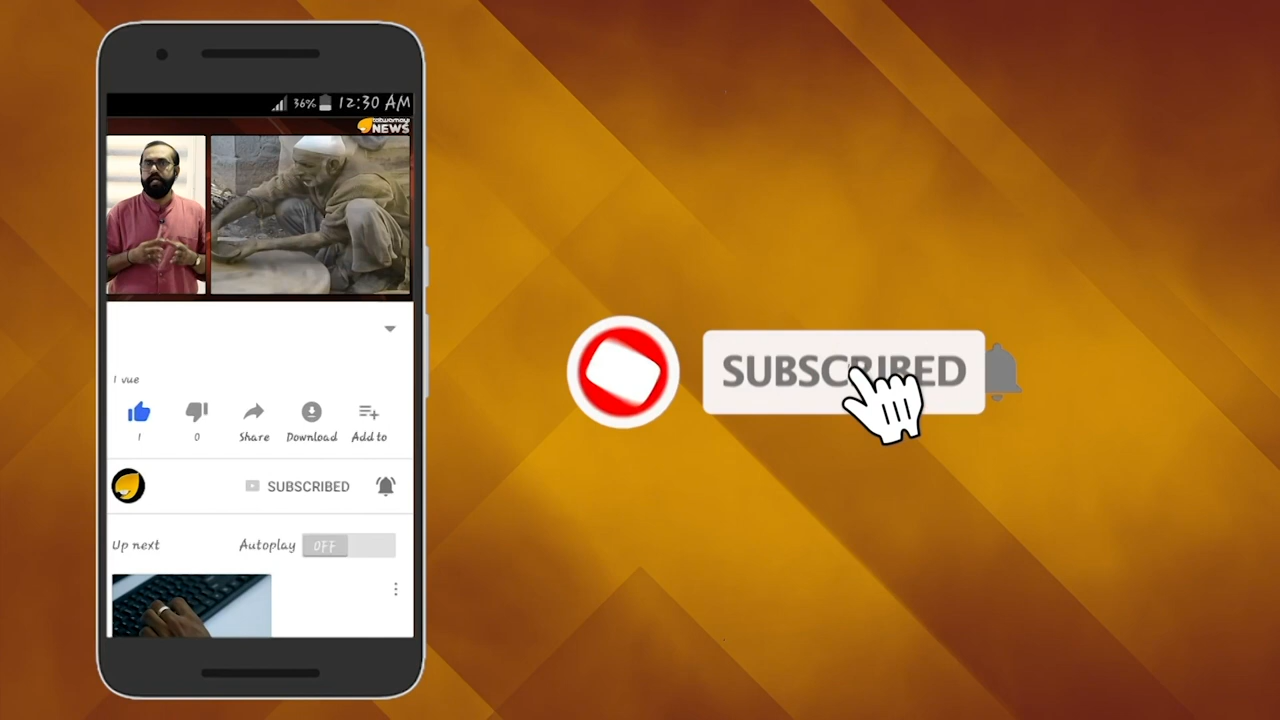 36% 12:30 AM
tatwamayi
NEWS
1 vue
1
0
Share
Download
Add to
SUBSCRIBED
Up next
Autoplay
OFF
SUBSCRIBED